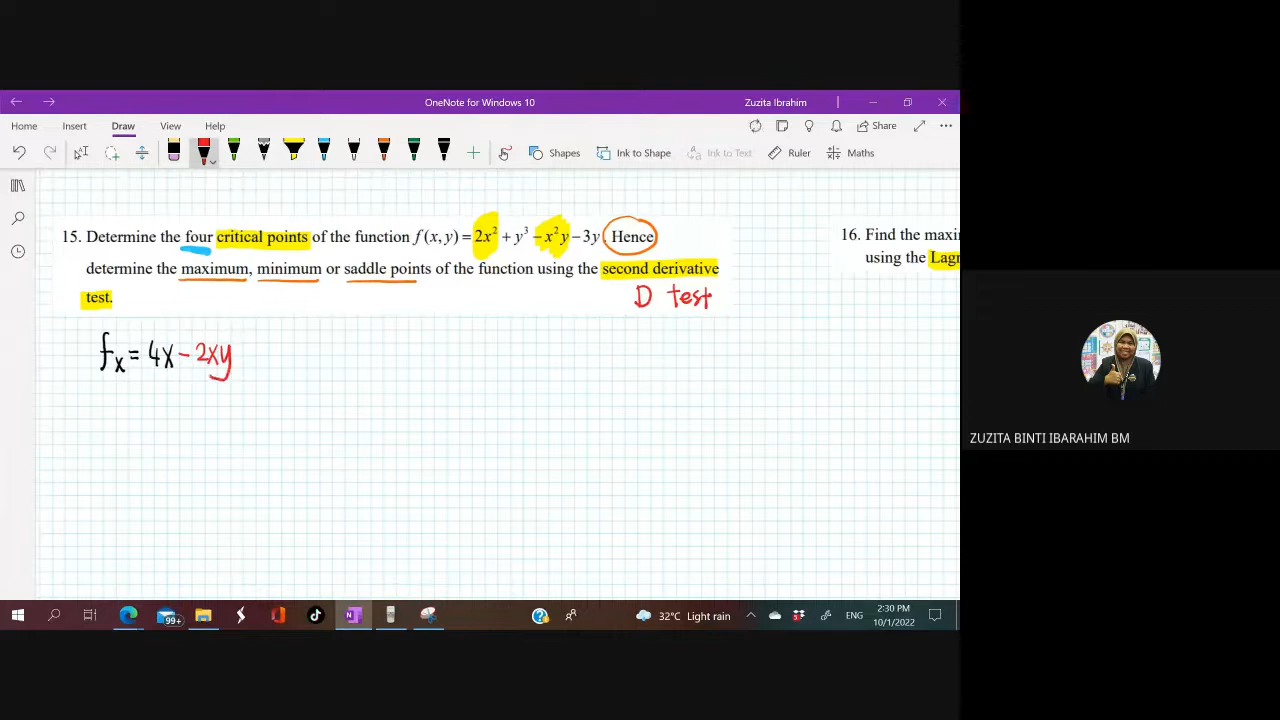 OneNote for Windows 10
Zuzita Ibrahim
Home Insert Draw View Help
Share
Shapes Ink to Shape Ink to Text Ruler Maths
15. Determine the four critical points of the function f(x, y) = 2x² + y³ − x²y − 3y. Hence
determine the maximum, minimum or saddle points of the function using the second derivative
test.
D test
fₓ = 4x − 2xy
16. Find the maxi
using the Lagr
ZUZITA BINTI IBARAHIM BM
99+
32°C Light rain
ENG
2:30 PM
10/1/2022